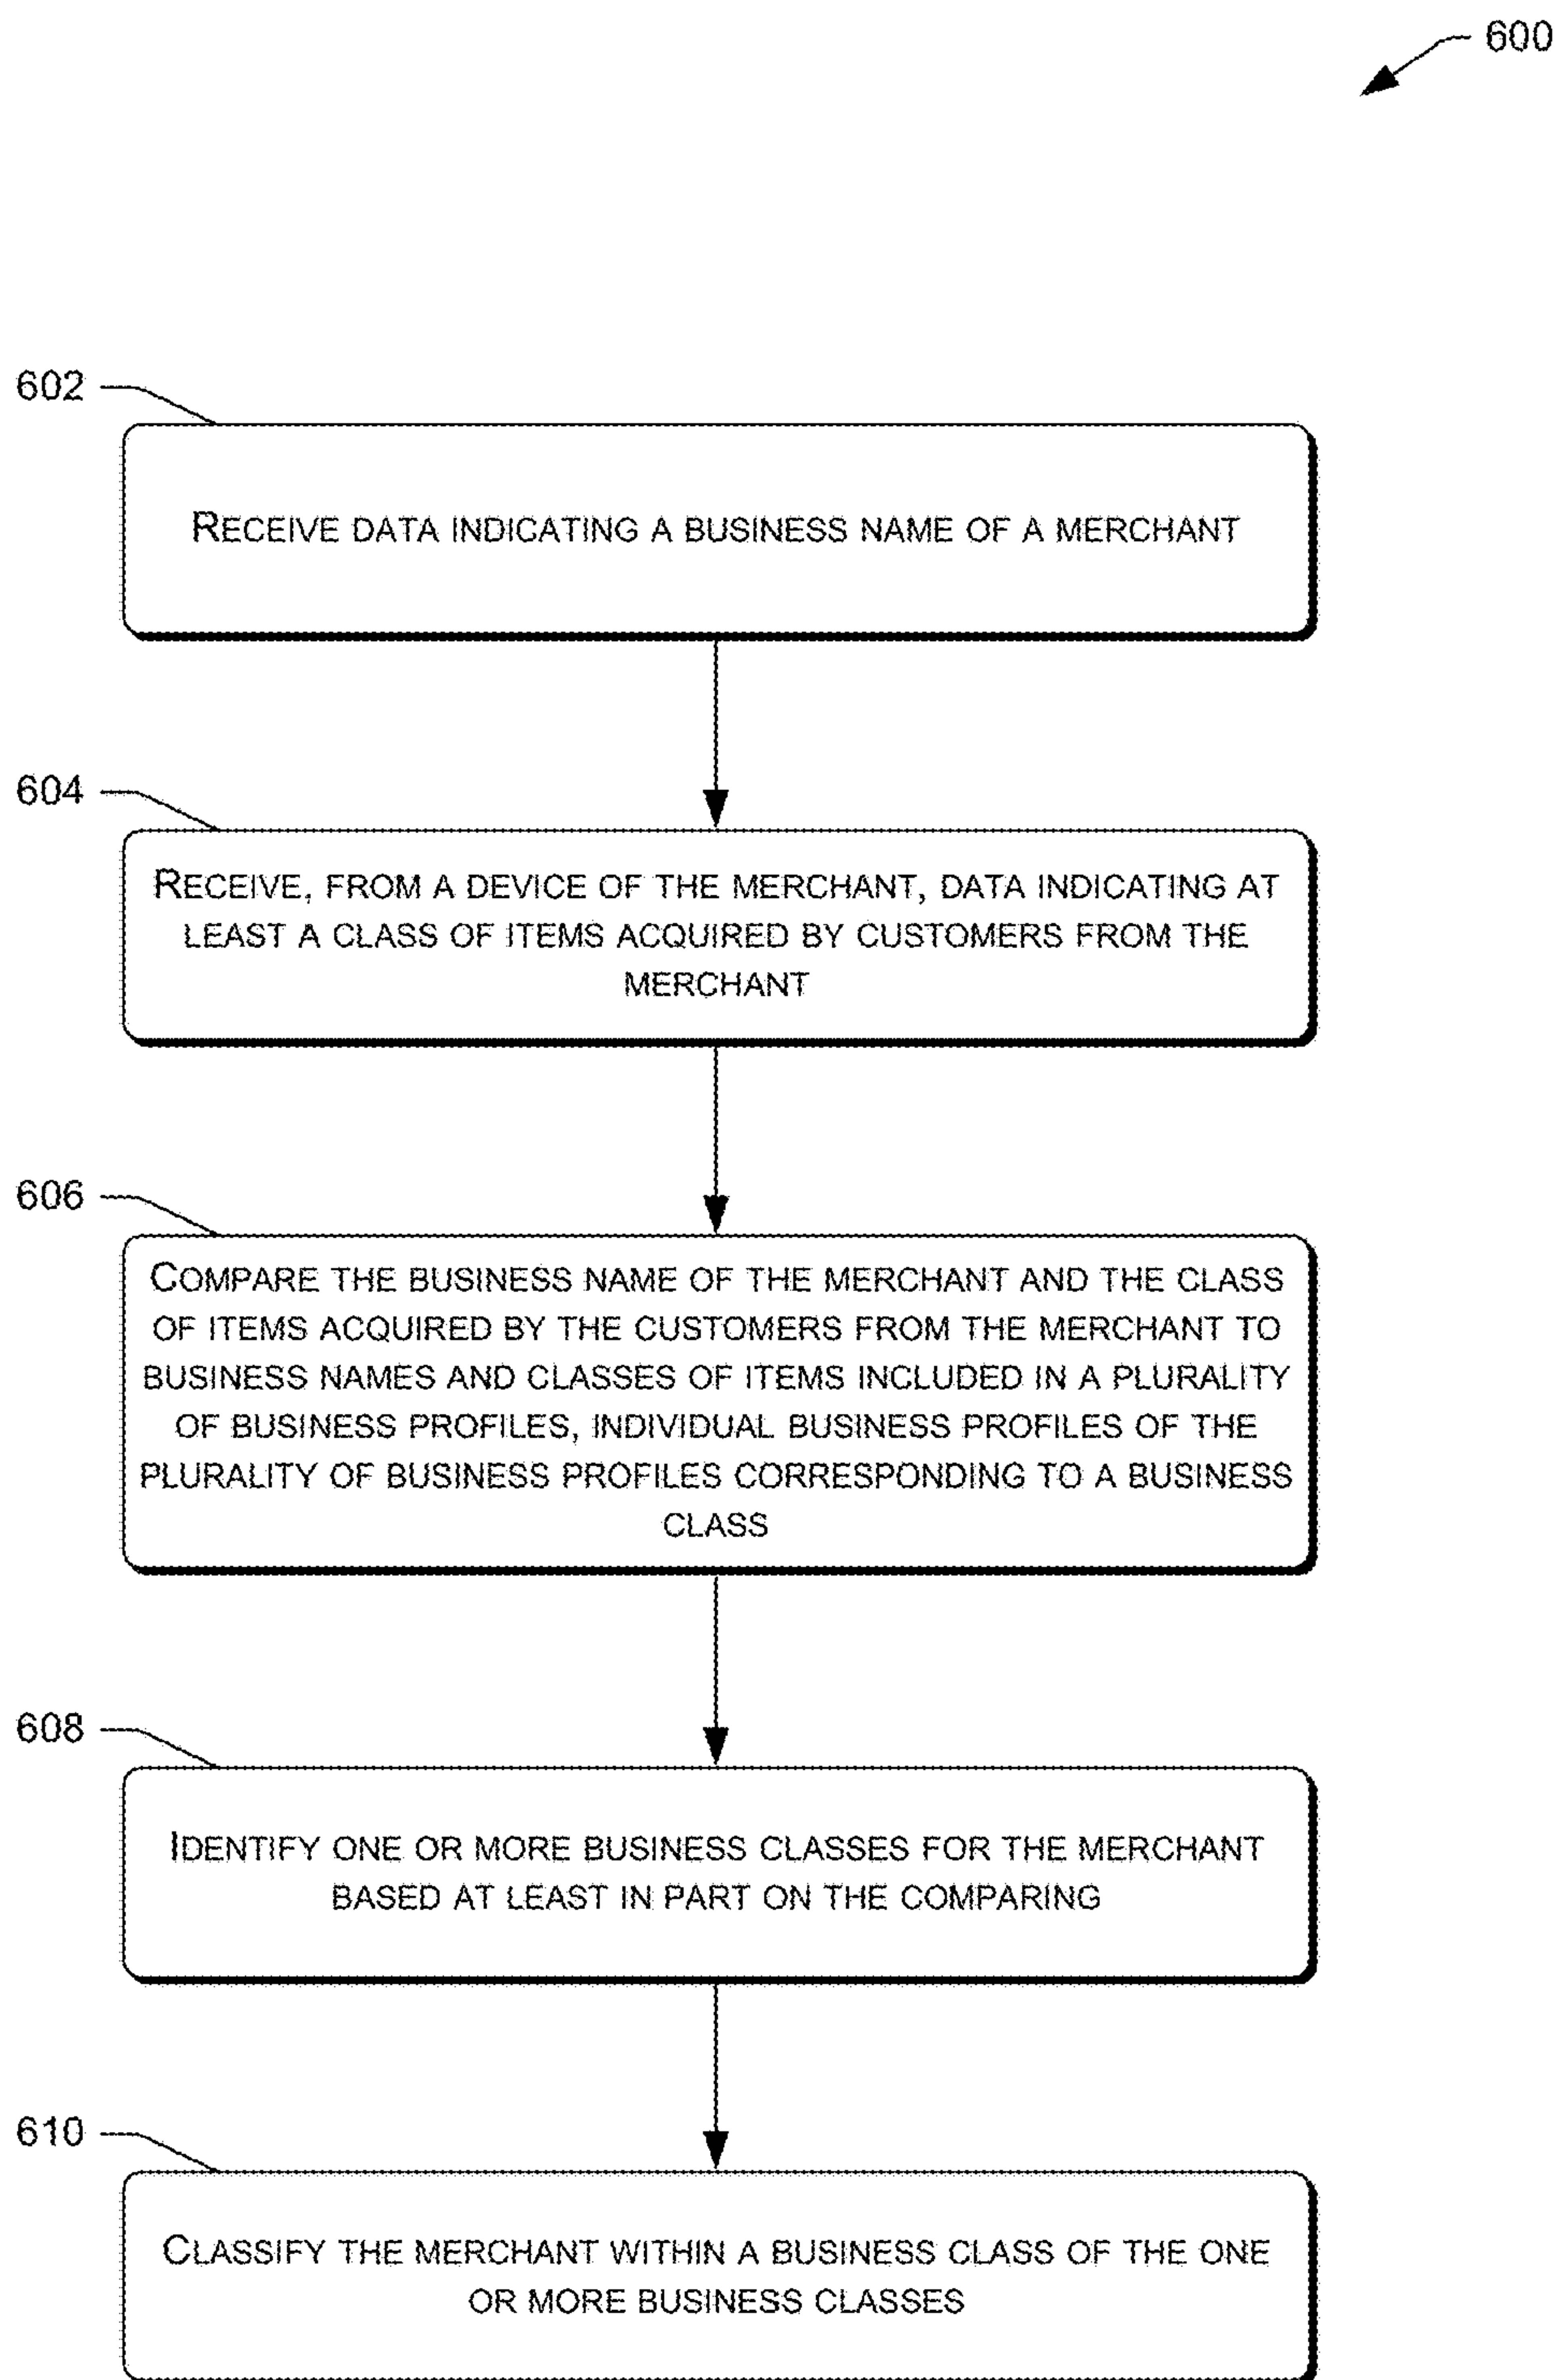 600
602
RECEIVE DATA INDICATING A BUSINESS NAME OF A MERCHANT
604
RECEIVE, FROM A DEVICE OF THE MERCHANT, DATA INDICATING AT
LEAST A CLASS OF ITEMS ACQUIRED BY CUSTOMERS FROM THE
MERCHANT
606
COMPARE THE BUSINESS NAME OF THE MERCHANT AND THE CLASS
OF ITEMS ACQUIRED BY THE CUSTOMERS FROM THE MERCHANT TO
BUSINESS NAMES AND CLASSES OF ITEMS INCLUDED IN A PLURALITY
OF BUSINESS PROFILES, INDIVIDUAL BUSINESS PROFILES OF THE
PLURALITY OF BUSINESS PROFILES CORRESPONDING TO A BUSINESS
CLASS
608
IDENTIFY ONE OR MORE BUSINESS CLASSES FOR THE MERCHANT
BASED AT LEAST IN PART ON THE COMPARING
610
CLASSIFY THE MERCHANT WITHIN A BUSINESS CLASS OF THE ONE
OR MORE BUSINESS CLASSES